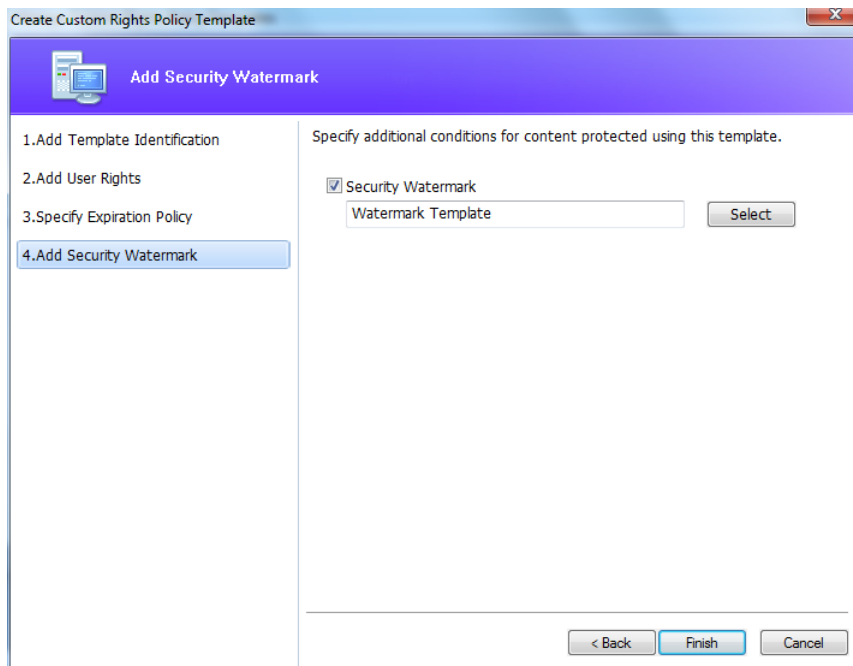 Create Custom Rights Policy Template
X
Add Security Watermark
1.Add Template Identification
2.Add User Rights
3.Specify Expiration Policy
4.Add Security Watermark
Specify additional conditions for content protected using this template.
Security Watermark
Watermark Template
Select
< Back Finish Cancel